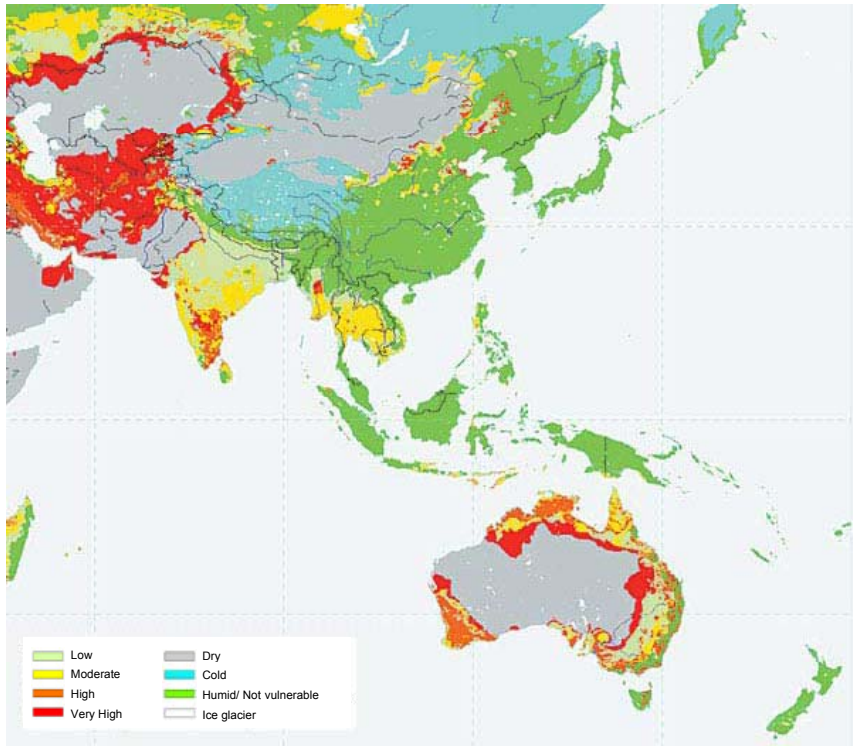 Low
Moderate
High
Very High
Dry
Cold
Humid/ Not vulnerable
Ice glacier